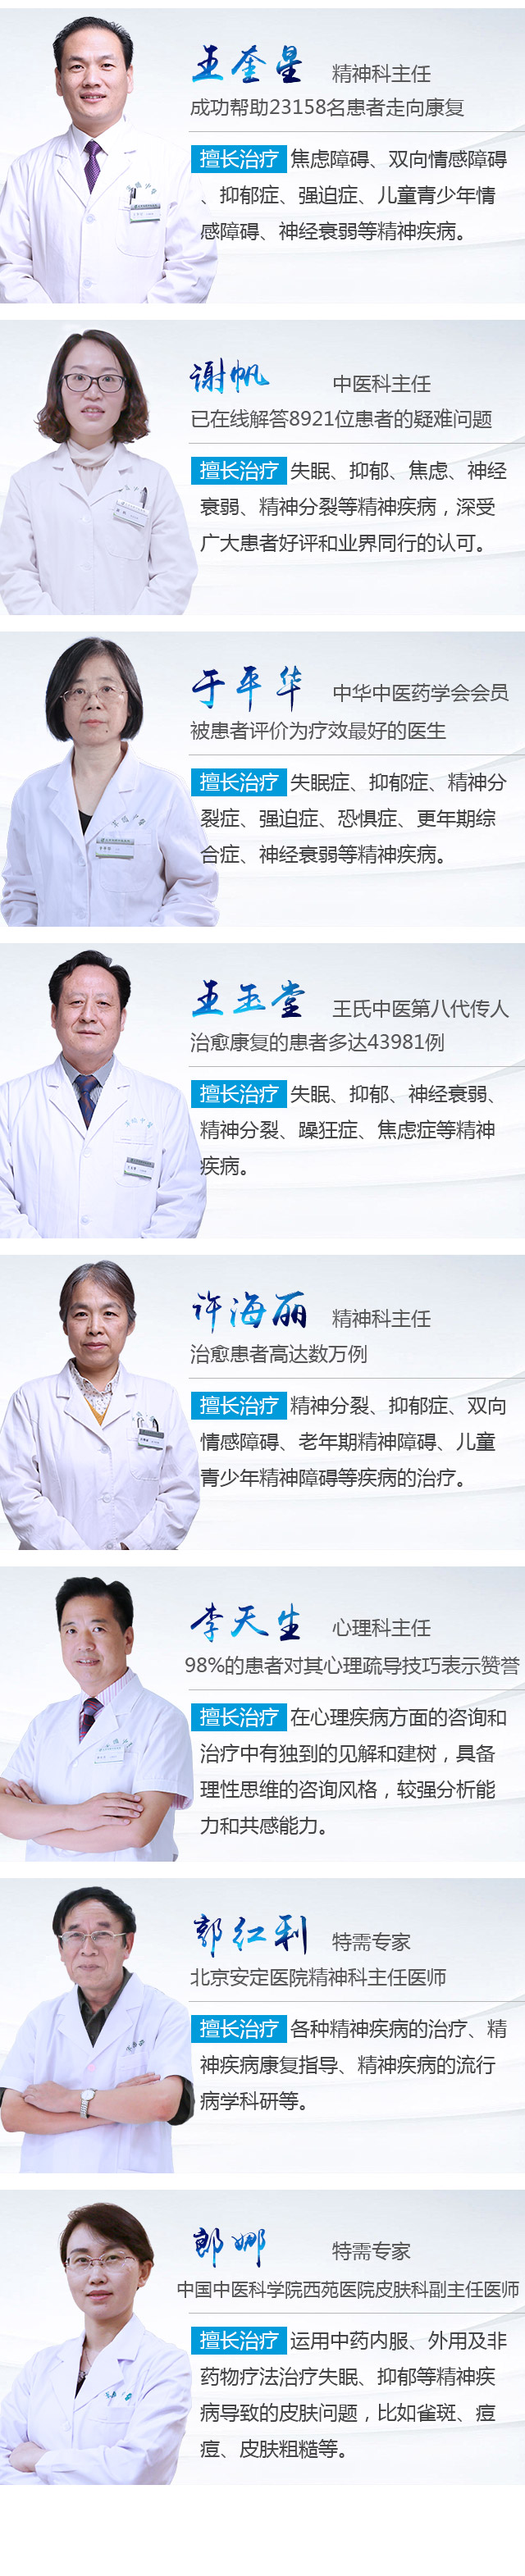 王奎星 精神科主任
成功帮助23158名患者走向康复
擅长治疗 焦虑障碍、双向情感障碍
、抑郁症、强迫症、儿童青少年情
感障碍、神经衰弱等精神疾病。
谢帆 中医科主任
已在线解答8921位患者的疑难问题
擅长治疗 失眠、抑郁、焦虑、神经
衰弱、精神分裂等精神疾病，深受
广大患者好评和业界同行的认可。
于平华 中华中医药学会会员
被患者评价为疗效最好的医生
擅长治疗 失眠症、抑郁症、精神分
裂症、强迫症、恐惧症、更年期综
合症、神经衰弱等精神疾病。
王玉堂 王氏中医第八代传人
治愈康复的患者多达43981例
擅长治疗 失眠、抑郁、神经衰弱、
精神分裂、躁狂症、焦虑症等精神
疾病。
许海丽 精神科主任
治愈患者高达数万例
擅长治疗 精神分裂、抑郁症、双向
情感障碍、老年期精神障碍、儿童
青少年精神障碍等疾病的治疗。
李天生 心理科主任
98%的患者对其心理疏导技巧表示赞誉
擅长治疗 在心理疾病方面的咨询和
治疗中有独到的见解和建树，具备
理性思维的咨询风格，较强分析能
力和共感能力。
郭红利 特需专家
北京安定医院精神科主任医师
擅长治疗 各种精神疾病的治疗、精
神疾病康复指导、精神疾病的流行
病学科研等。
郎娜 特需专家
中国中医科学院西苑医院皮肤科副主任医师
擅长治疗 运用中药内服、外用及非
药物疗法治疗失眠、抑郁等精神疾
病导致的皮肤问题，比如雀斑、痘
痘、皮肤粗糙等。